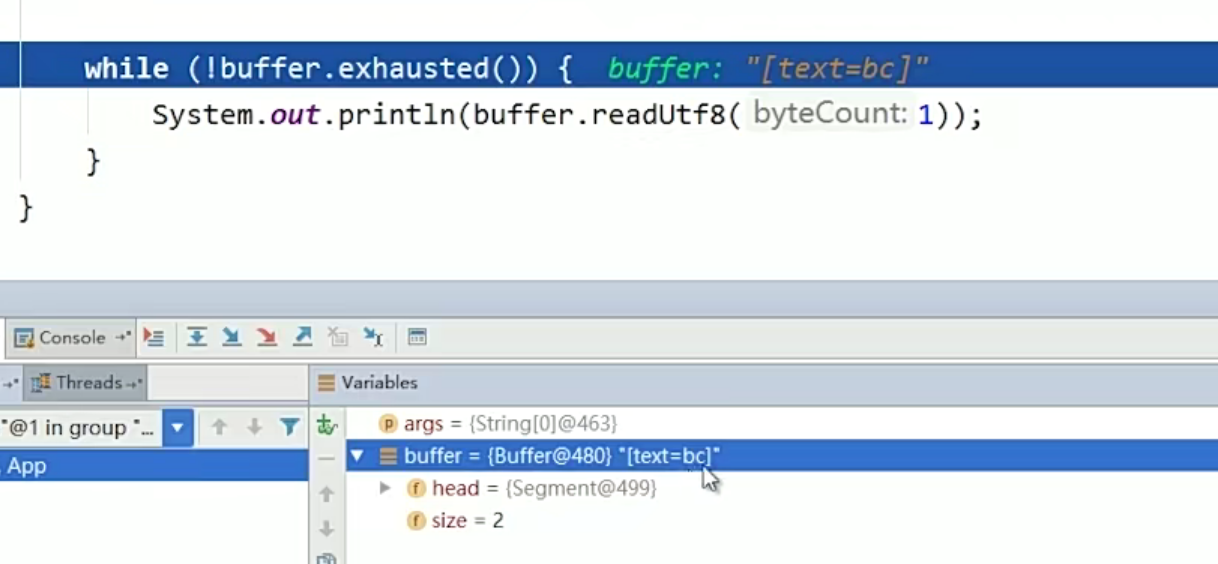 while (!buffer.exhausted()) { buffer: "[text=bc]"
System.out.println(buffer.readUtf8( byteCount: 1));
}
}
Console
Threads
Variables
"@1 in group "...
args = {String[0]@463}
App
buffer = {Buffer@480} "[text=bc]"
head = {Segment@499}
size = 2